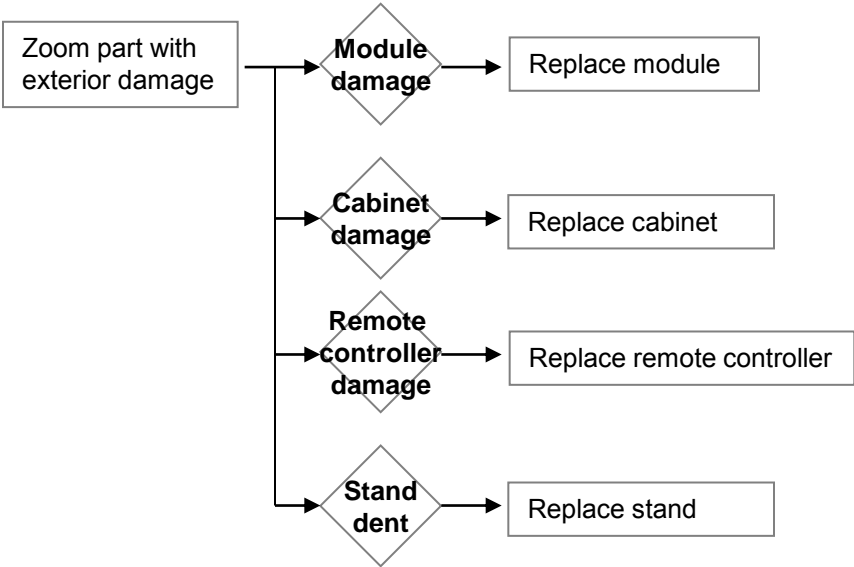 Zoom part with
exterior damage
Module
damage
Replace module
Cabinet
damage
Replace cabinet
Remote
controller
damage
Replace remote controller
Stand
dent
Replace stand